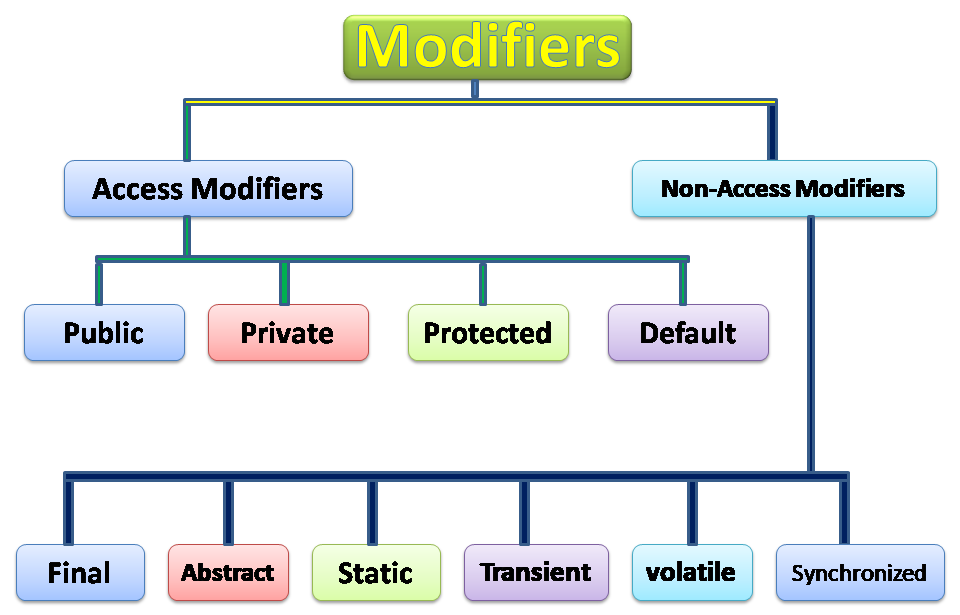 Modifiers
Access Modifiers
Non-Access Modifiers
Public
Private
Protected
Default
Final
Abstract
Static
Transient
volatile
Synchronized